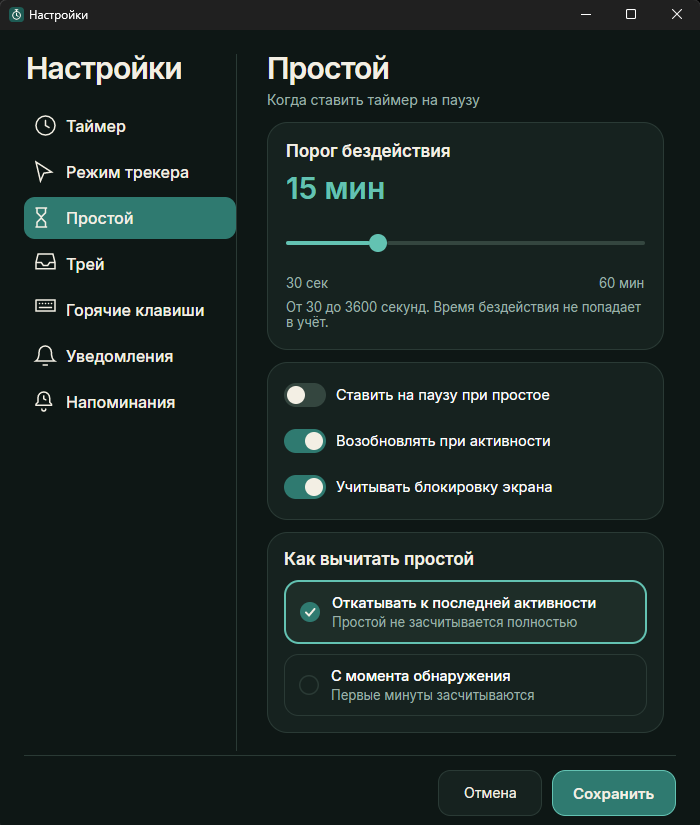 Настройки
Настройки
Таймер
Режим трекера
Простой
Трей
Горячие клавиши
Уведомления
Напоминания
Простой
Когда ставить таймер на паузу
Порог бездействия
15 мин
30 сек
60 мин
От 30 до 3600 секунд. Время бездействия не попадает
в учёт.
Ставить на паузу при простое
Возобновлять при активности
Учитывать блокировку экрана
Как вычитать простой
Откатывать к последней активности
Простой не засчитывается полностью
С момента обнаружения
Первые минуты засчитываются
Отмена
Сохранить